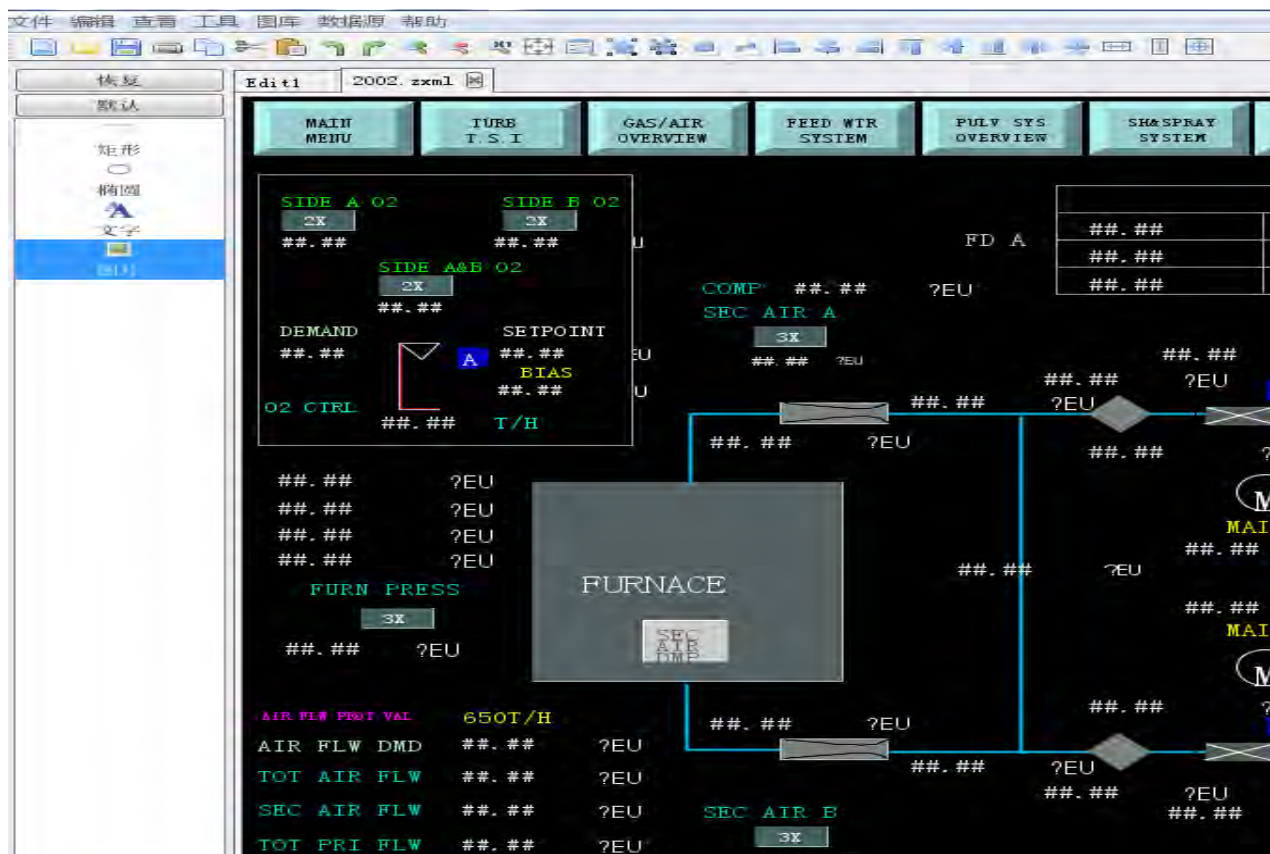 文件 编辑 查看 工具 图库 数据源 帮助
恢复
默认
矩形
椭圆
文字
Edit1 2002.zxml
MAIN MENU
TURB T.S.I
GAS/AIR OVERVIEW
FEED WTR SYSTEM
PULV SYS OVERVIEW
SH&SPRAY SYSTEM
SIDE A O2 SIDE B O2
2X 2X
##.## ##.##
SIDE A&B O2
2X
##.##
DEMAND SETPOINT
##.## A ##.## EU
BIAS
##.## U
O2 CTRL ##.## T/H
FD A
##.##
##.##
##.##
COMP ##.## ?EU
SEC AIR A
3X
##.## ?EU
##.##
##.## ?EU
##.## ?EU
##.## ?EU ##.## ?
##.## ?EU
##.## ?EU
##.## ?EU
##.## ?EU
FURN PRESS
3X
##.## ?EU
FURNACE
SEC
AIR
DMP
M
MAI
##.##
##.## ?EU
##.##
MAI
M
AIR FLW PROT VAL 650T/H
##.## ?
##.## ?EU
AIR FLW DMD ##.## ?EU
##.## ?EU
TOT AIR FLW ##.## ?EU
##.## ?EU
##.##
SEC AIR FLW ##.## ?EU
SEC AIR B
3X
TOT PRI FLW ##.## ?EU